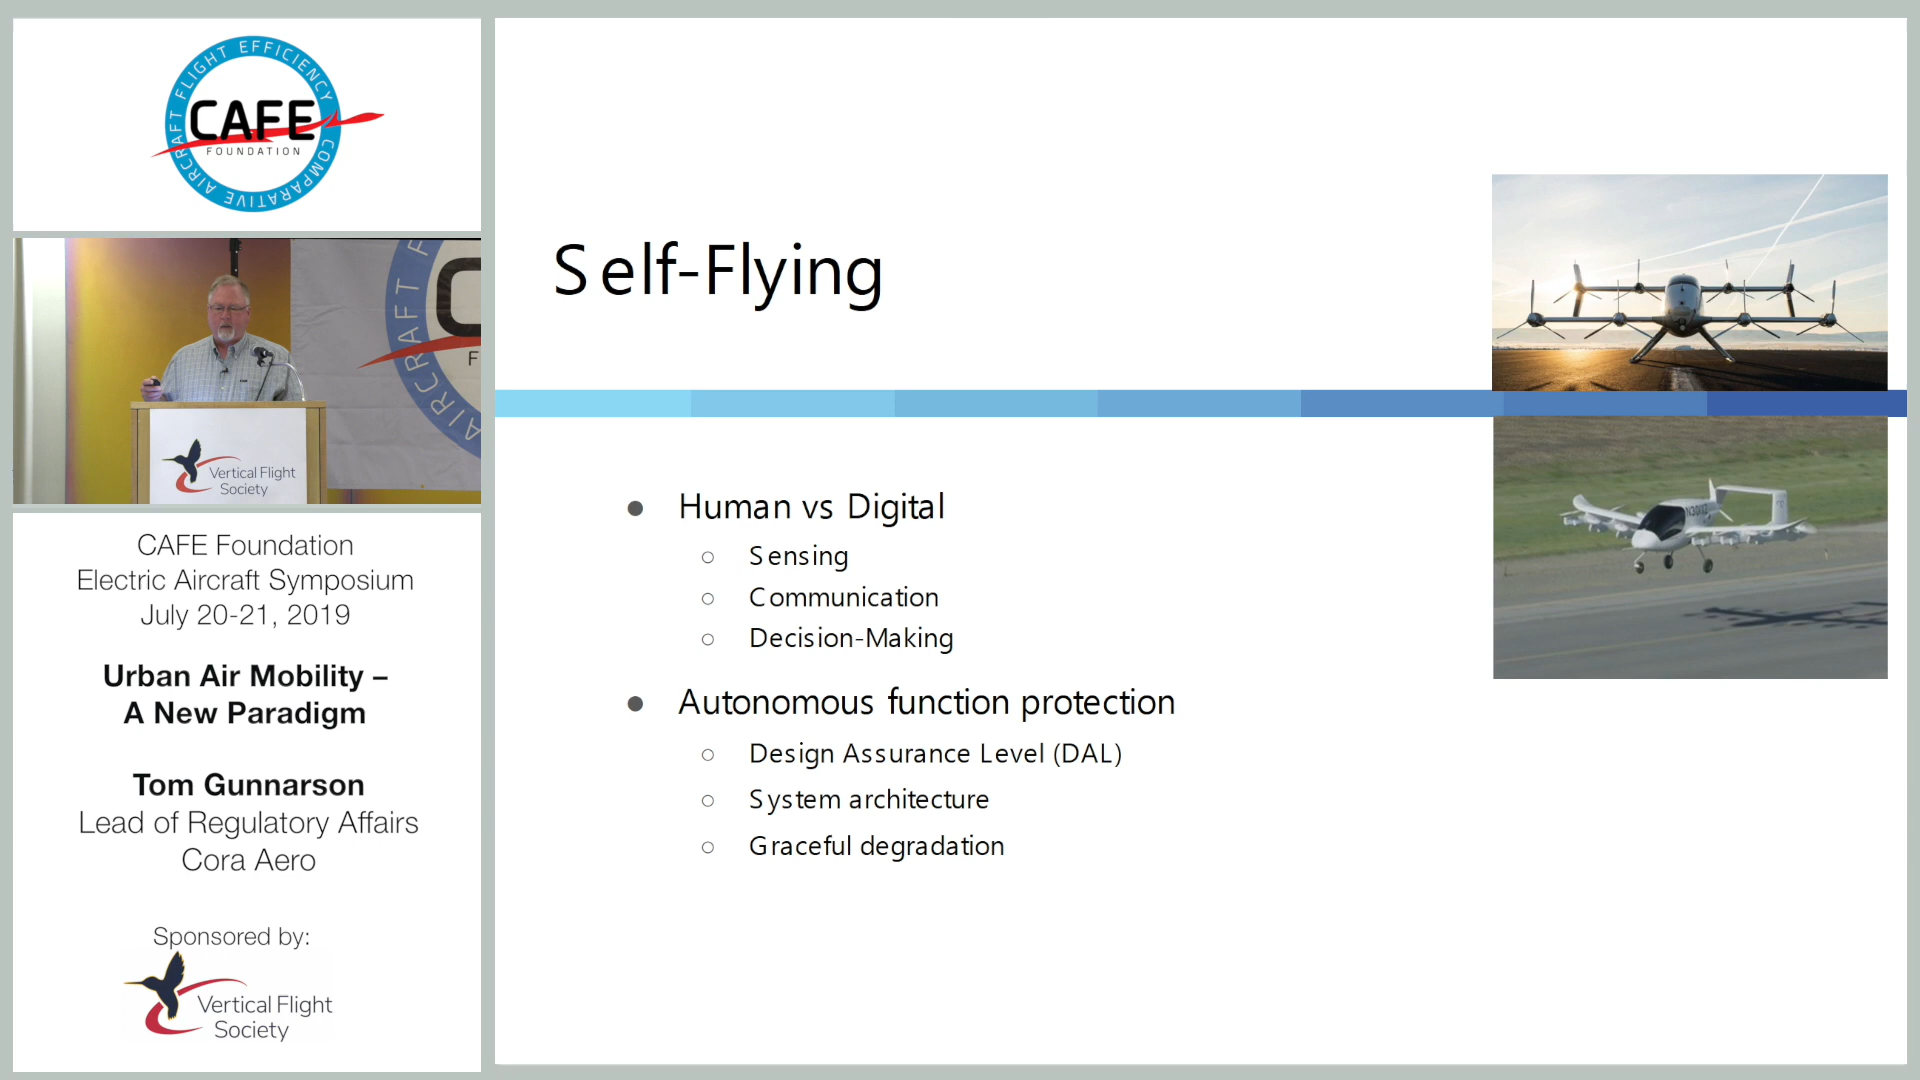 COMPARATIVE AIRCRAFT FLIGHT EFFICIENCY
CAFE
FOUNDATION
AIRCRAFT F
C
F
Vertical Flight
Society
CAFE Foundation
Electric Aircraft Symposium
July 20-21, 2019
Urban Air Mobility –
A New Paradigm
Tom Gunnarson
Lead of Regulatory Affairs
Cora Aero
Sponsored by:
Vertical Flight
Society
Self-Flying
● Human vs Digital
○ Sensing
○ Communication
○ Decision-Making
● Autonomous function protection
○ Design Assurance Level (DAL)
○ System architecture
○ Graceful degradation